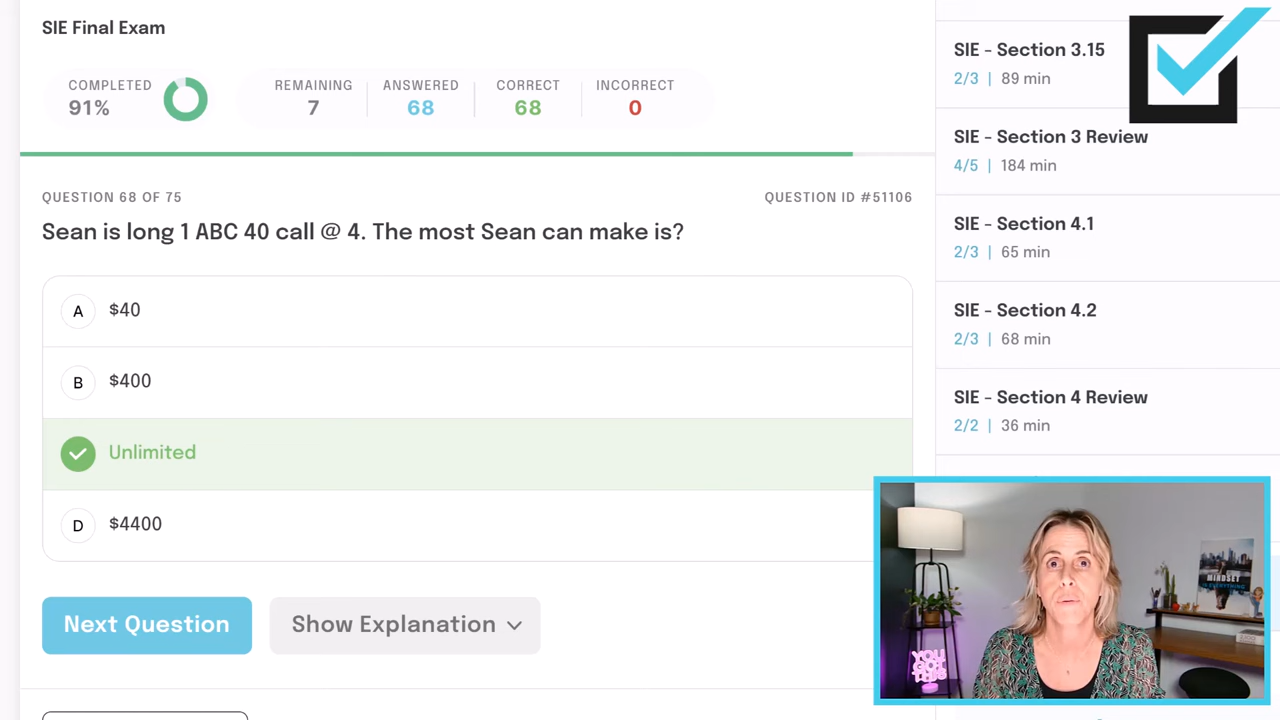 SIE Final Exam
COMPLETED
91%
REMAINING
7
ANSWERED
68
CORRECT
68
INCORRECT
0
QUESTION 68 OF 75
QUESTION ID #51106
Sean is long 1 ABC 40 call @ 4. The most Sean can make is?
A $40
B $400
Unlimited
D $4400
Next Question
Show Explanation
SIE - Section 3.15
2/3 | 89 min
SIE - Section 3 Review
4/5 | 184 min
SIE - Section 4.1
2/3 | 65 min
SIE - Section 4.2
2/3 | 68 min
SIE - Section 4 Review
2/2 | 36 min
YOU
GOT
THIS
MINDSET
IS EVERYTHING